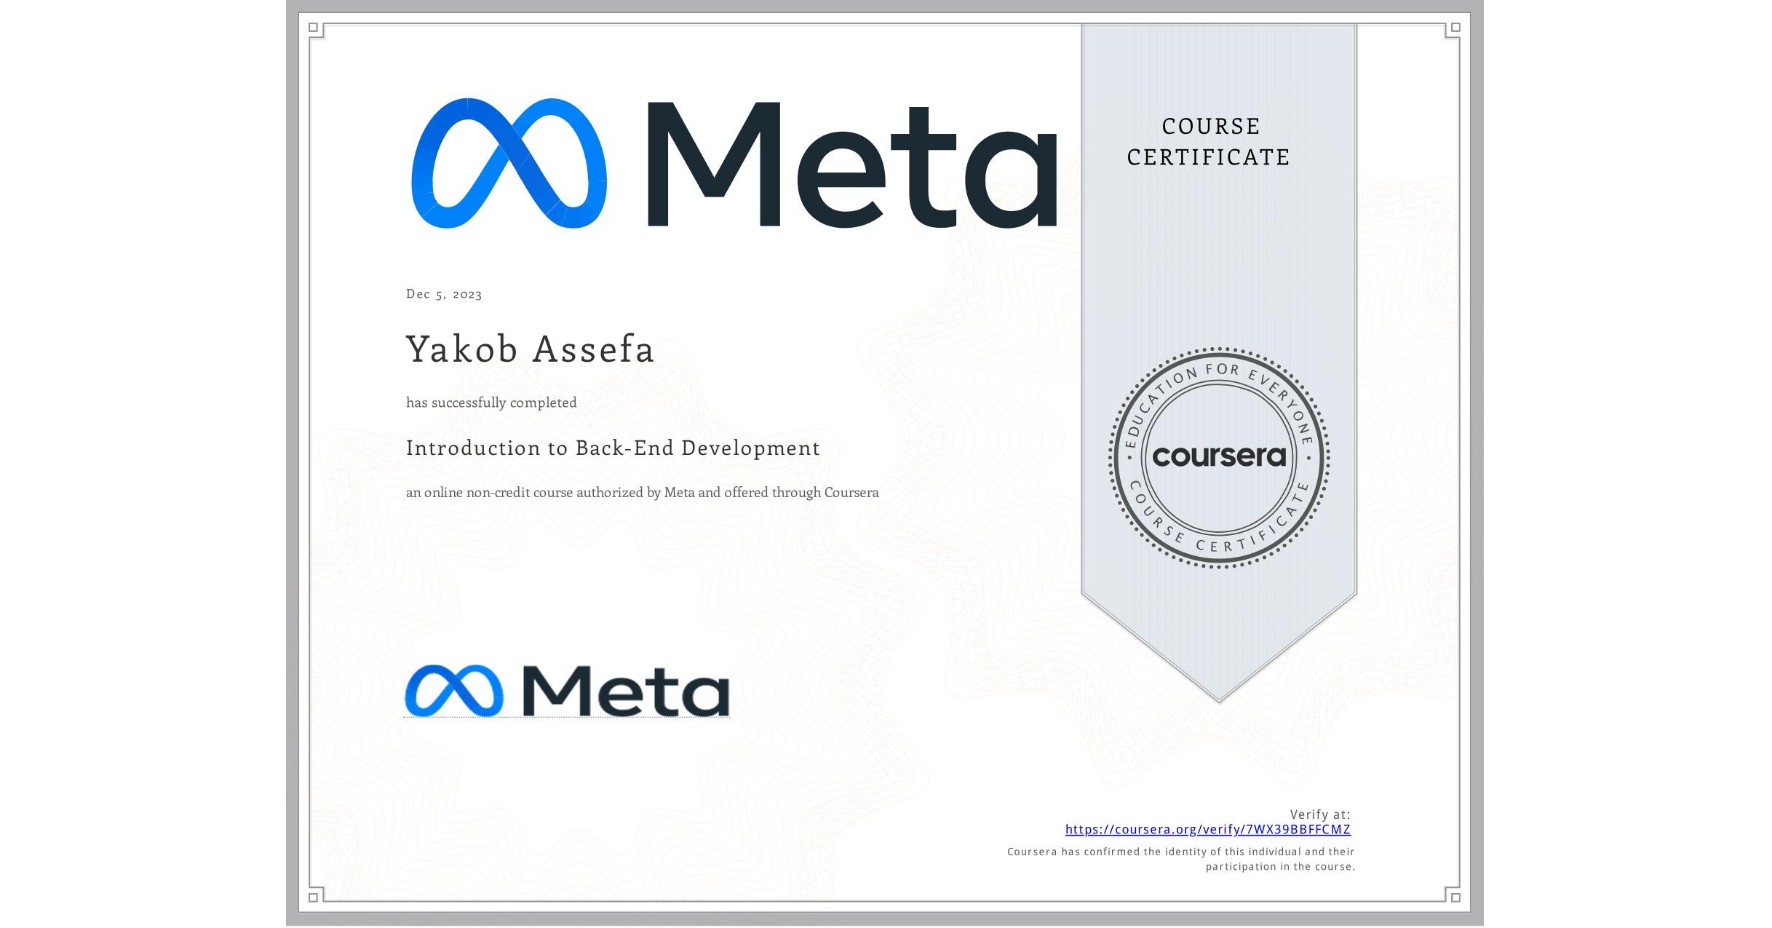 Meta
COURSE
CERTIFICATE
Dec 5, 2023
Yakob Assefa
has successfully completed
Introduction to Back-End Development
an online non-credit course authorized by Meta and offered through Coursera
EDUCATION FOR EVERYONE
coursera
COURSE CERTIFICATE
Meta
Verify at:
https://coursera.org/verify/7WX39BBFFCMZ
Coursera has confirmed the identity of this individual and their
participation in the course.